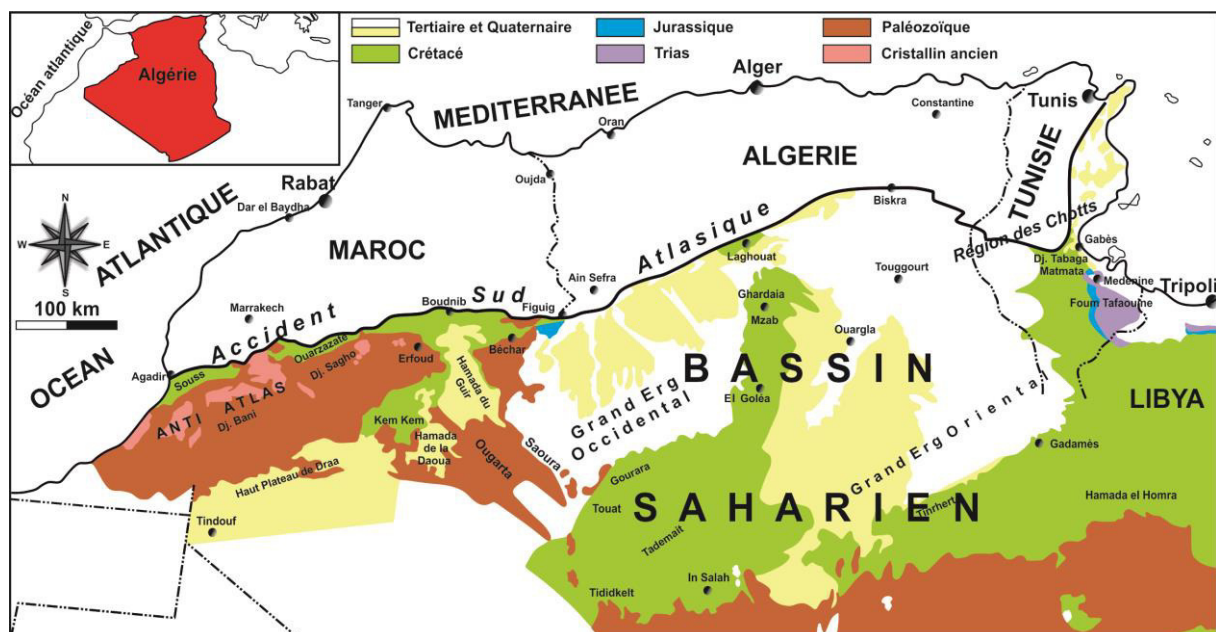 Océan atlantique
Algérie
Tertiaire et Quaternaire
Jurassique
Paléozoïque
Crétacé
Trias
Cristallin ancien
N
W
E
S
100 km
OCEAN
ATLANTIQUE
MEDITERRANEE
Tanger
Rabat
Dar el Baydha
MAROC
Oujda
Oran
Alger
Constantine
ALGERIE
Tunis
TUNISIE
Biskra
Région des Chotts
Gabès
Dj. Tabaga
Matmata
Medenine
Foum Tataouine
Tripoli
LIBYA
Accident Sud Atlasique
Marrakech
Agadir
Souss
Ouarzazate
Boudnib
Figuig
Ain Sefra
Laghouat
Touggourt
Ghardaia
Mzab
Ouargla
Dj. Sagho
Erfoud
Béchar
ANTI ATLAS
Dj. Bani
Hamada du
Guir
Kem Kem
Hamada
de la
Daoua
Ougarta
Saoura
Grand Erg
Occidental
El Goléa
BASSIN
SAHARIEN
Grand Erg Oriental
Gadamès
Haut Plateau de Draa
Tindouf
Gourara
Touat
Tademait
Tinrhert
Hamada el Homra
In Salah
Tididkelt